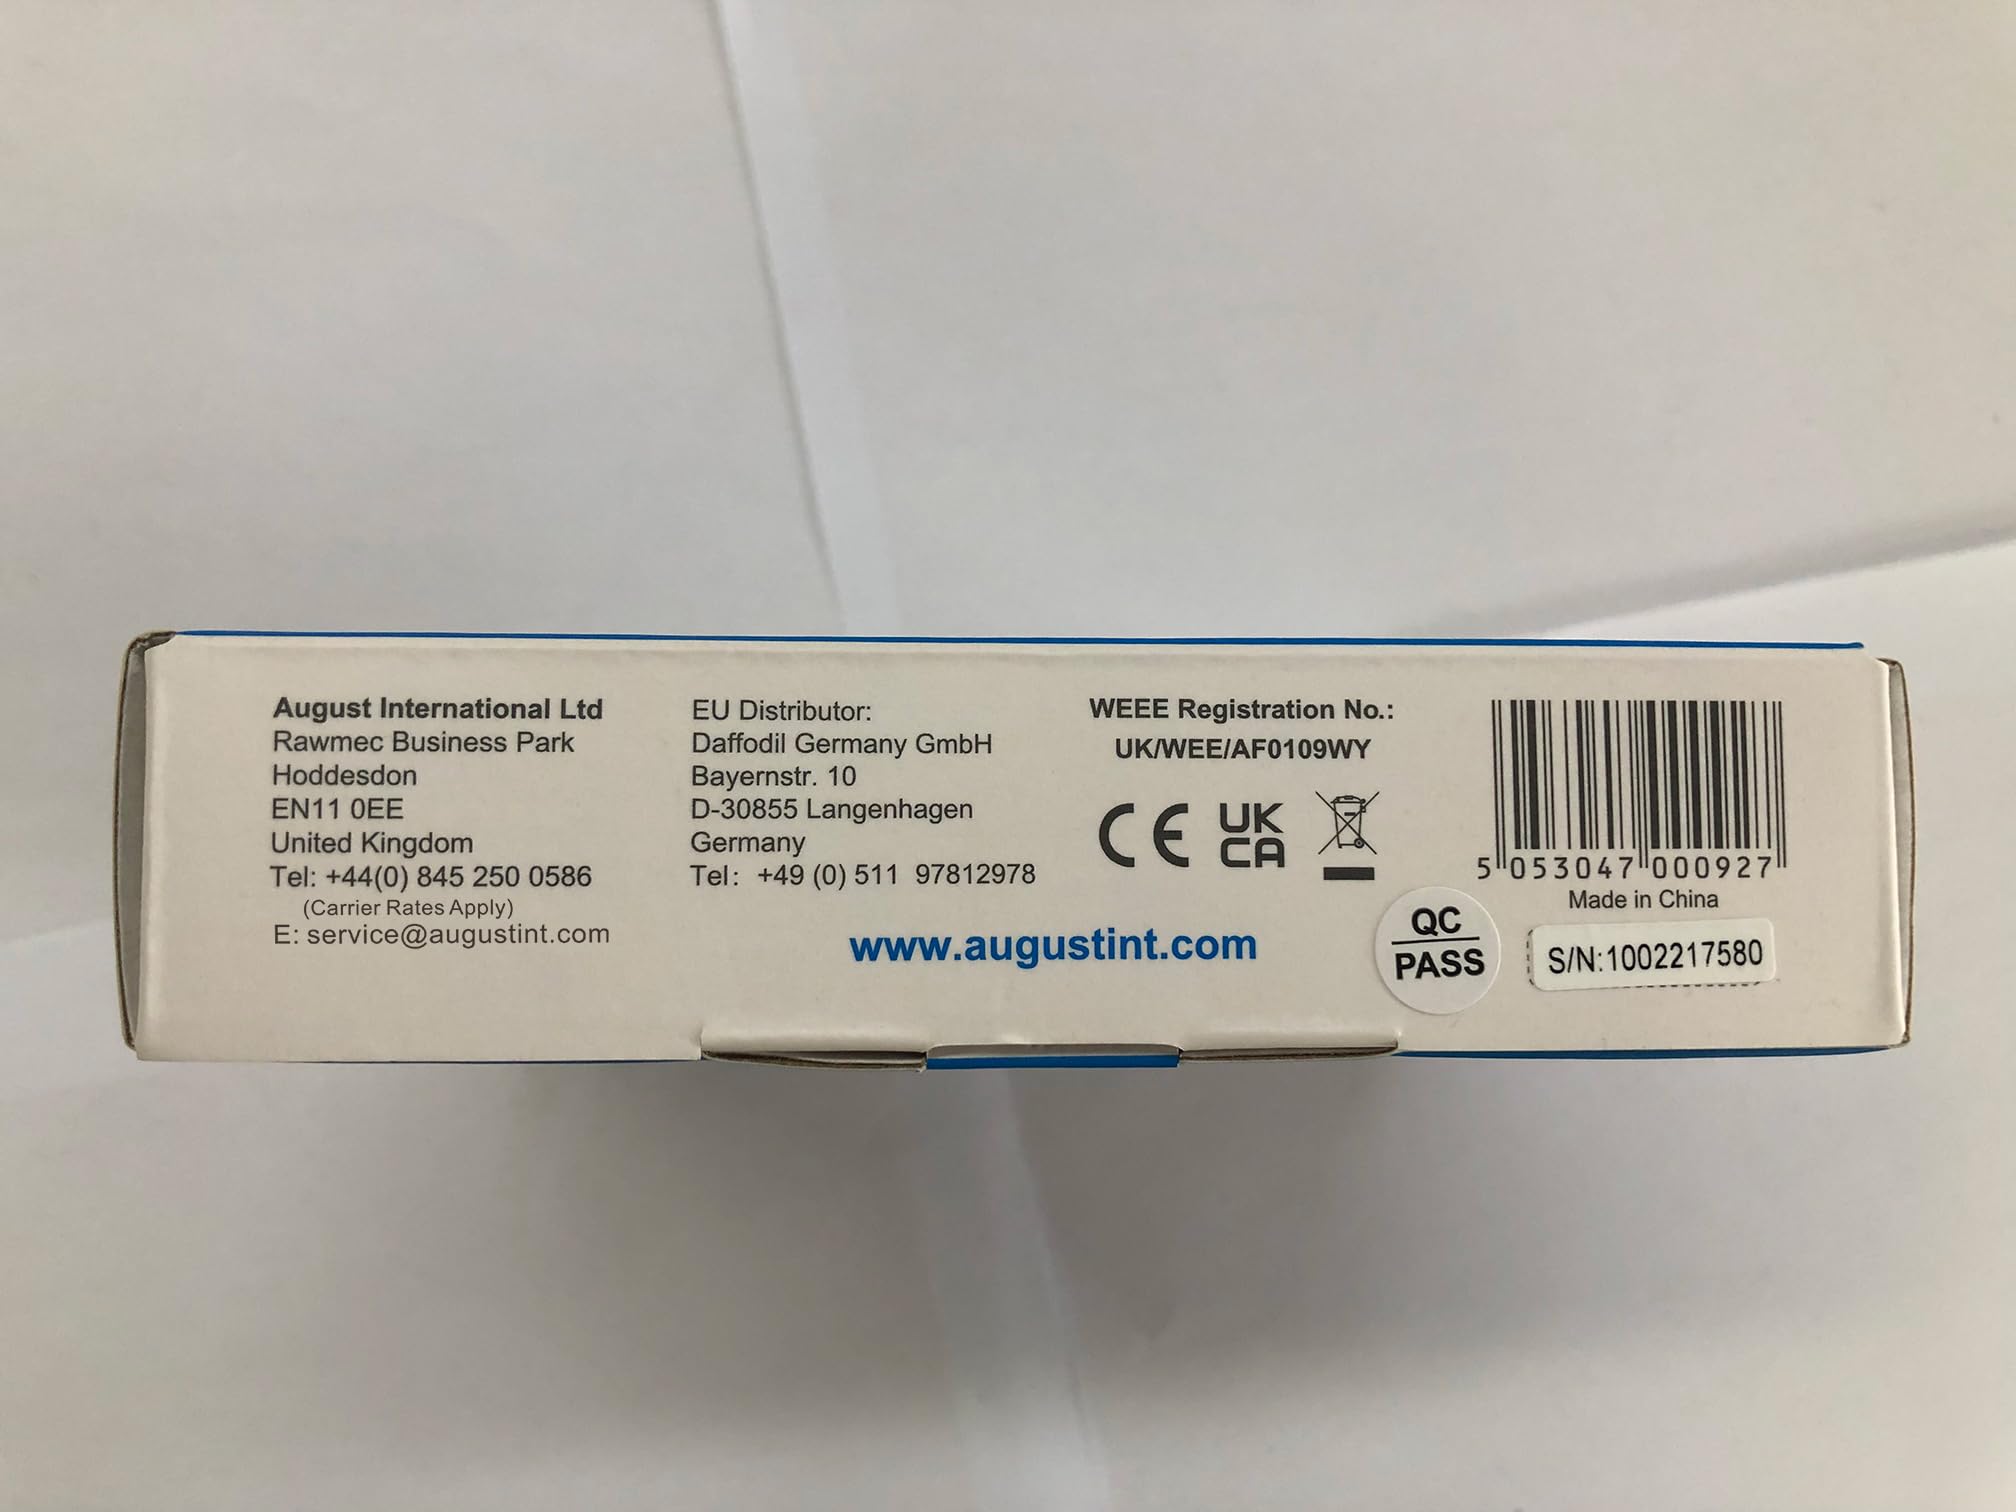 August International Ltd
Rawmec Business Park
Hoddesdon
EN11 0EE
United Kingdom
Tel: +44(0) 845 250 0586
(Carrier Rates Apply)
E: service@augustint.com
EU Distributor:
Daffodil Germany GmbH
Bayernstr. 10
D-30855 Langenhagen
Germany
Tel: +49 (0) 511 97812978
www.augustint.com
WEEE Registration No.:
UK/WEE/AF0109WY
CE UK
CA
QC
PASS
5 053047 000927
Made in China
S/N:1002217580